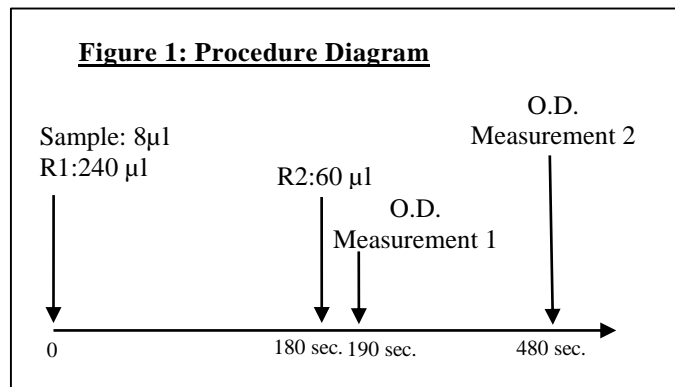 Figure 1: Procedure Diagram
Sample: 8µl
R1:240 µl
R2:60 µl
O.D.
Measurement 1
O.D.
Measurement 2
0
180 sec.
190 sec.
480 sec.